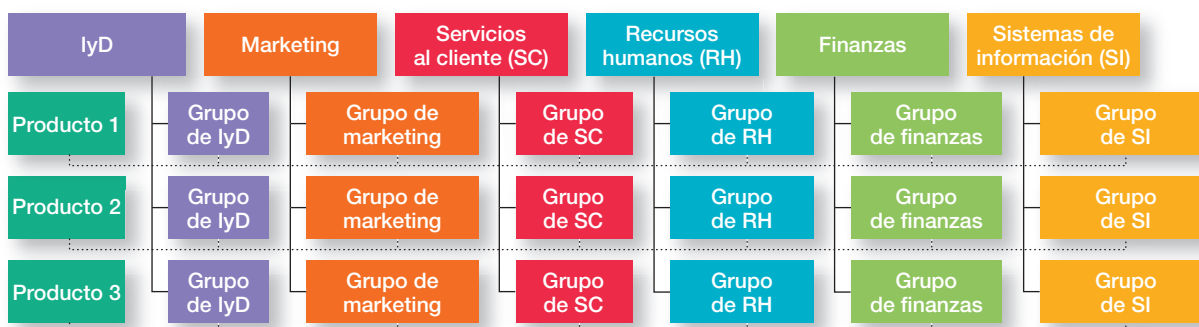 IyD
Marketing
Servicios
al cliente (SC)
Recursos
humanos (RH)
Finanzas
Sistemas de
información (SI)
Producto 1
Grupo
de IyD
Grupo de
marketing
Grupo
de SC
Grupo
de RH
Grupo
de finanzas
Grupo
de SI
Producto 2
Grupo
de IyD
Grupo de
marketing
Grupo
de SC
Grupo
de RH
Grupo
de finanzas
Grupo
de SI
Producto 3
Grupo
de IyD
Grupo de
marketing
Grupo
de SC
Grupo
de RH
Grupo
de finanzas
Grupo
de SI